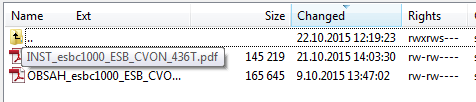 Name Ext Size Changed Rights
.. 22.10.2015 12:19:23 rwxrws---
INST_esbc1000_ESB_CVON_436T.pdf 145 219 21.10.2015 14:03:30 rw-rw----
OBSAH_esbc1000_ESB_CVO... 165 645 9.10.2015 13:47:02 rw-rw----